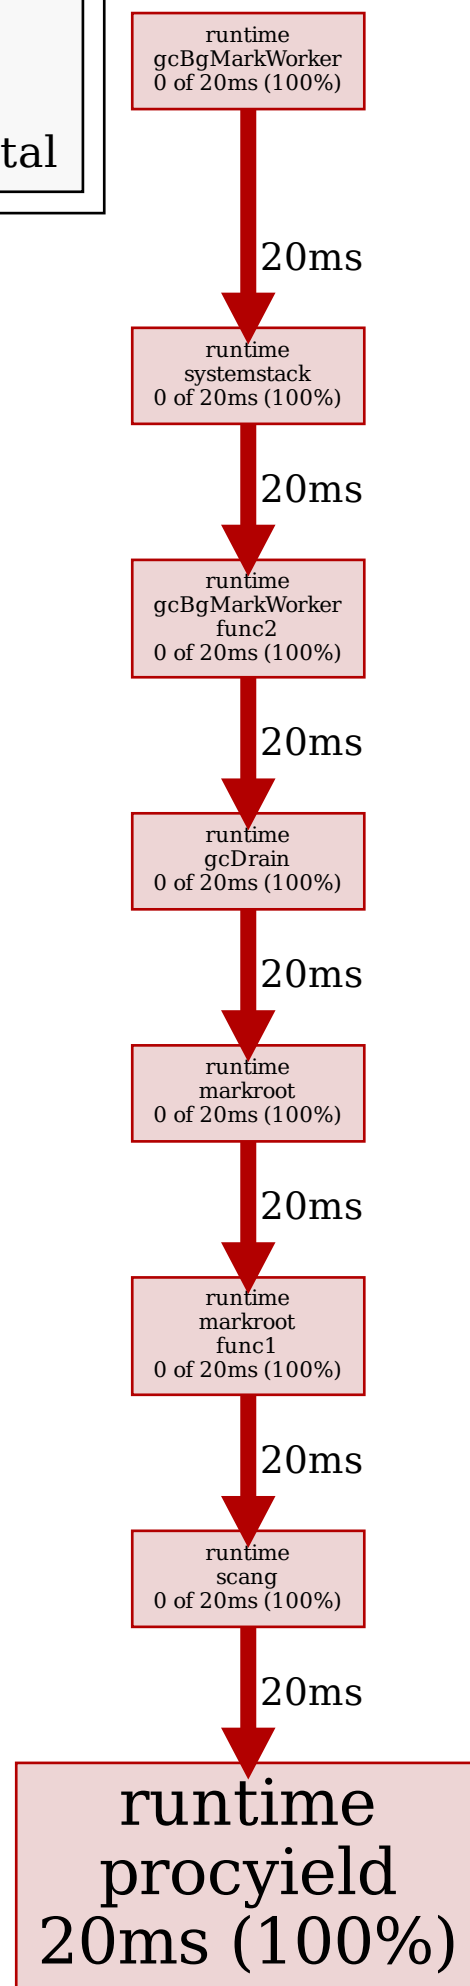 tal
runtime
gcBgMarkWorker
0 of 20ms (100%)
20ms
runtime
systemstack
0 of 20ms (100%)
20ms
runtime
gcBgMarkWorker
func2
0 of 20ms (100%)
20ms
runtime
gcDrain
0 of 20ms (100%)
20ms
runtime
markroot
0 of 20ms (100%)
20ms
runtime
markroot
func1
0 of 20ms (100%)
20ms
runtime
scang
0 of 20ms (100%)
20ms
runtime
procyield
20ms (100%)